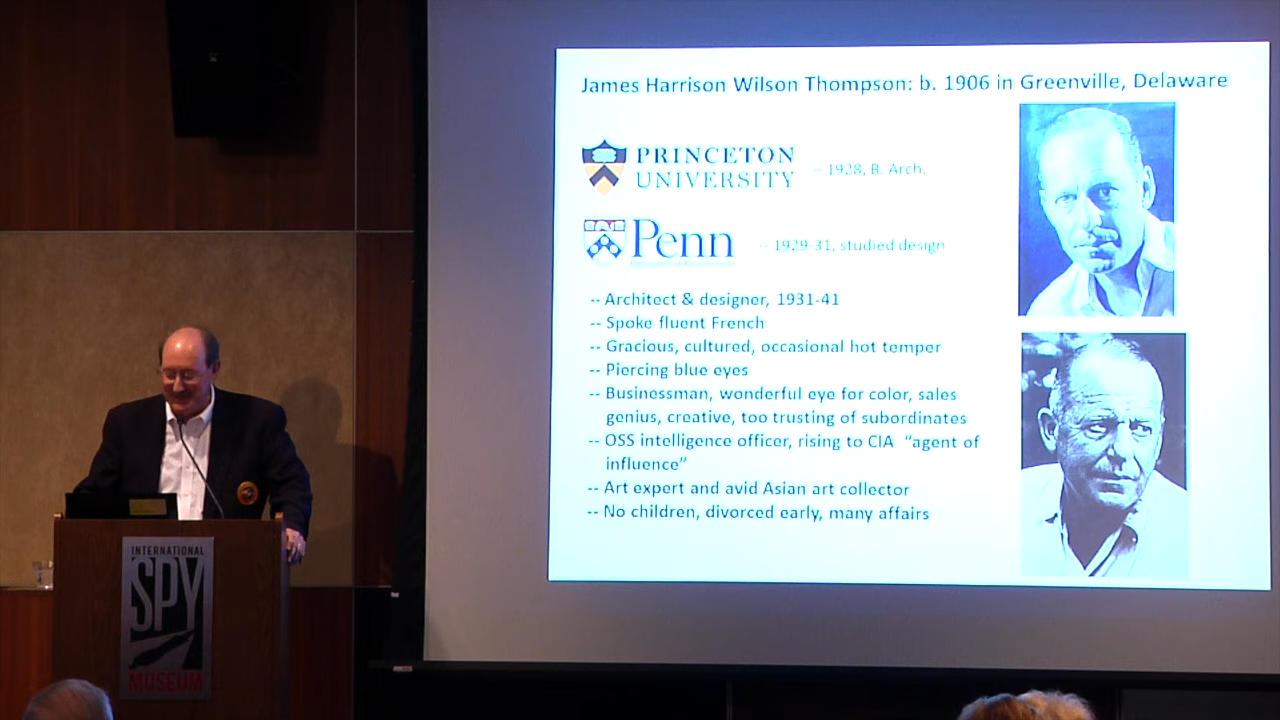 James Harrison Wilson Thompson: b. 1906 in Greenville, Delaware
PRINCETON
UNIVERSITY
-- 1928, B. Arch.
Penn
-- 1929-31, studied design
-- Architect & designer, 1931-41
-- Spoke fluent French
-- Gracious, cultured, occasional hot temper
-- Piercing blue eyes
-- Businessman, wonderful eye for color, sales
genius, creative, too trusting of subordinates
-- OSS intelligence officer, rising to CIA "agent of
influence"
-- Art expert and avid Asian art collector
-- No children, divorced early, many affairs
INTERNATIONAL
SPY
MUSEUM